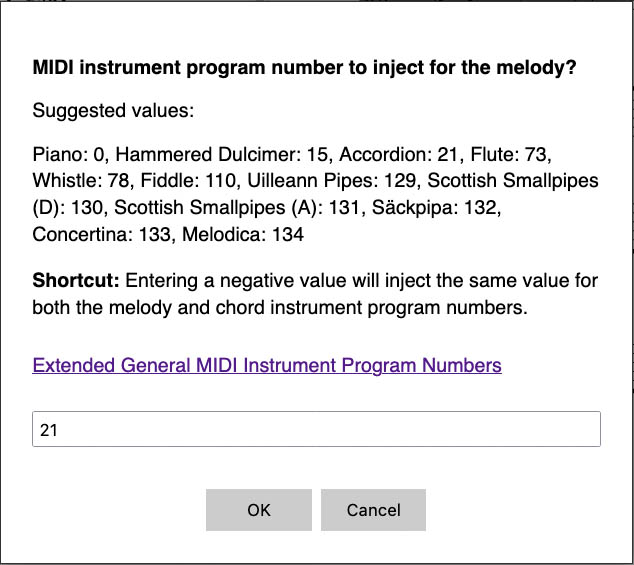 MIDI instrument program number to inject for the melody?
Suggested values:
Piano: 0, Hammered Dulcimer: 15, Accordion: 21, Flute: 73,
Whistle: 78, Fiddle: 110, Uilleann Pipes: 129, Scottish Smallpipes
(D): 130, Scottish Smallpipes (A): 131, Säckpipa: 132,
Concertina: 133, Melodica: 134
Shortcut: Entering a negative value will inject the same value for
both the melody and chord instrument program numbers.
Extended General MIDI Instrument Program Numbers
21
OK Cancel